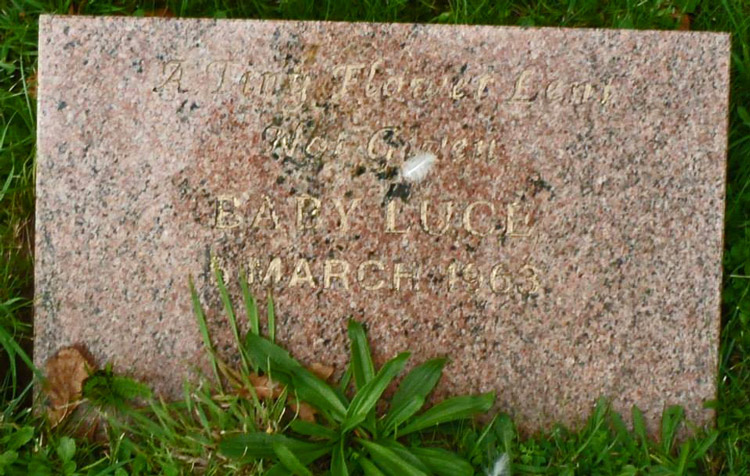 A Tiny Flower Lent
Not Given
BABY LUCE
MARCH 1963